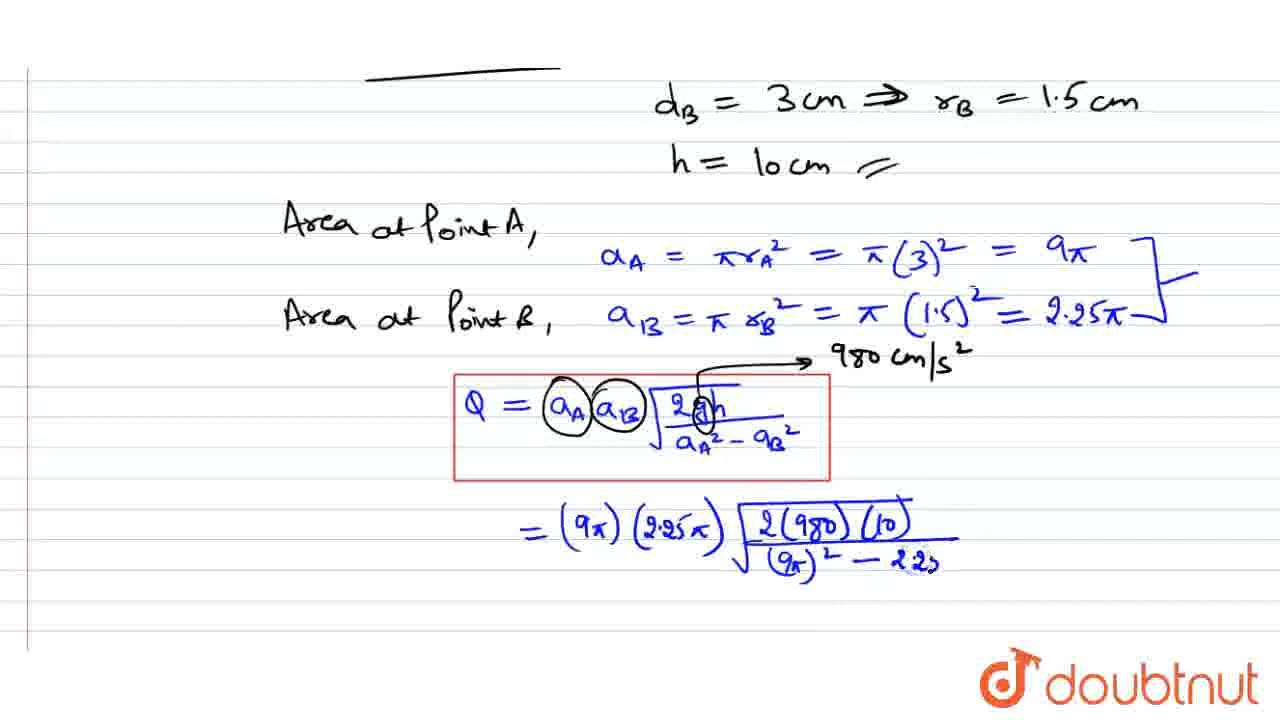 d_B = 3 cm ⇒ r_B = 1.5 cm
h = 10 cm
Area at Point A,
a_A = πr_A² = π(3)² = 9π
Area at Point B,
a_B = π r_B² = π (1.5)² = 2.25π
980 cm/s²
Q = a_A a_B √(2gh / a_A² − a_B²)
= (9π) (2.25π) √(2(980)(10) / (9π)² − 2.25
doubtnut